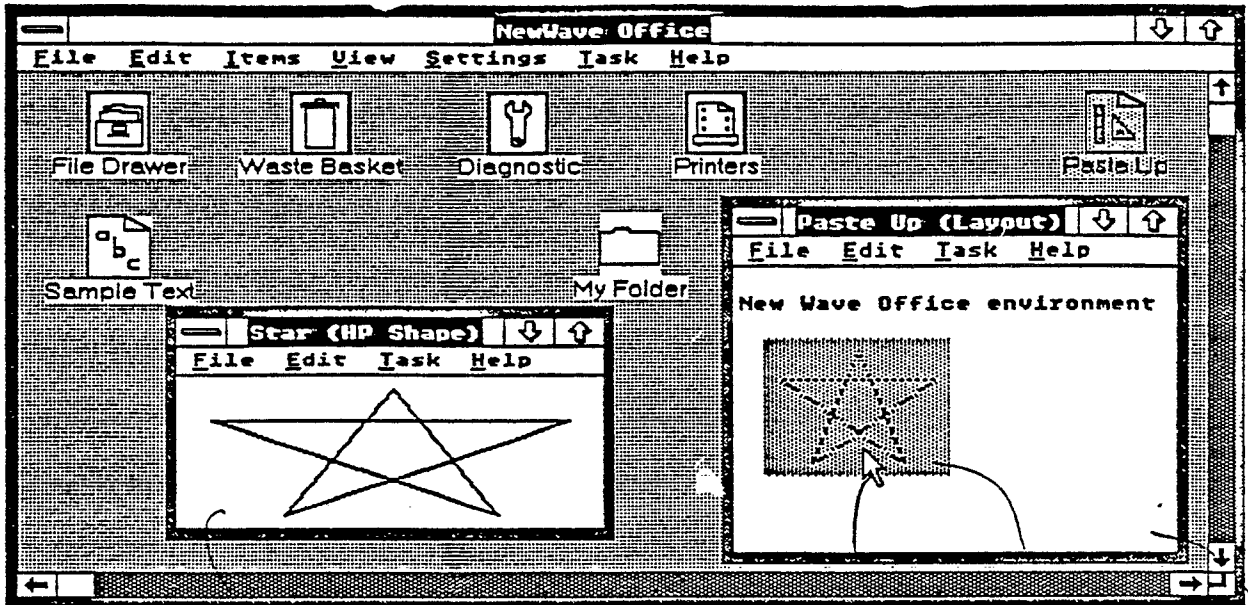 NewWave Office
File Edit Items View Settings Task Help
File Drawer Waste Basket Diagnostic Printers Paste Up
a b c
Sample Text My Folder
Paste Up (Layout)
File Edit Task Help
New Wave Office environment
Star (HP Shape)
File Edit Task Help